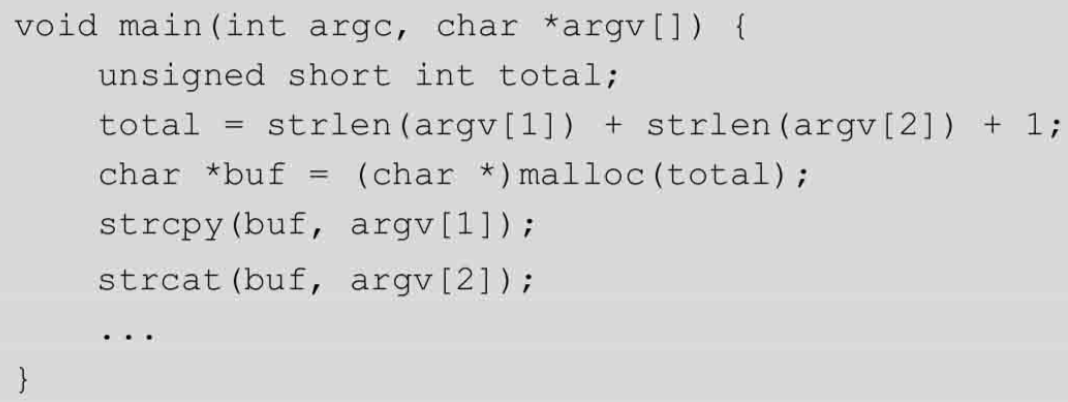 void main(int argc, char *argv[]) {
    unsigned short int total;
    total = strlen(argv[1]) + strlen(argv[2]) + 1;
    char *buf = (char *)malloc(total);
    strcpy(buf, argv[1]);
    strcat(buf, argv[2]);
    ...
}